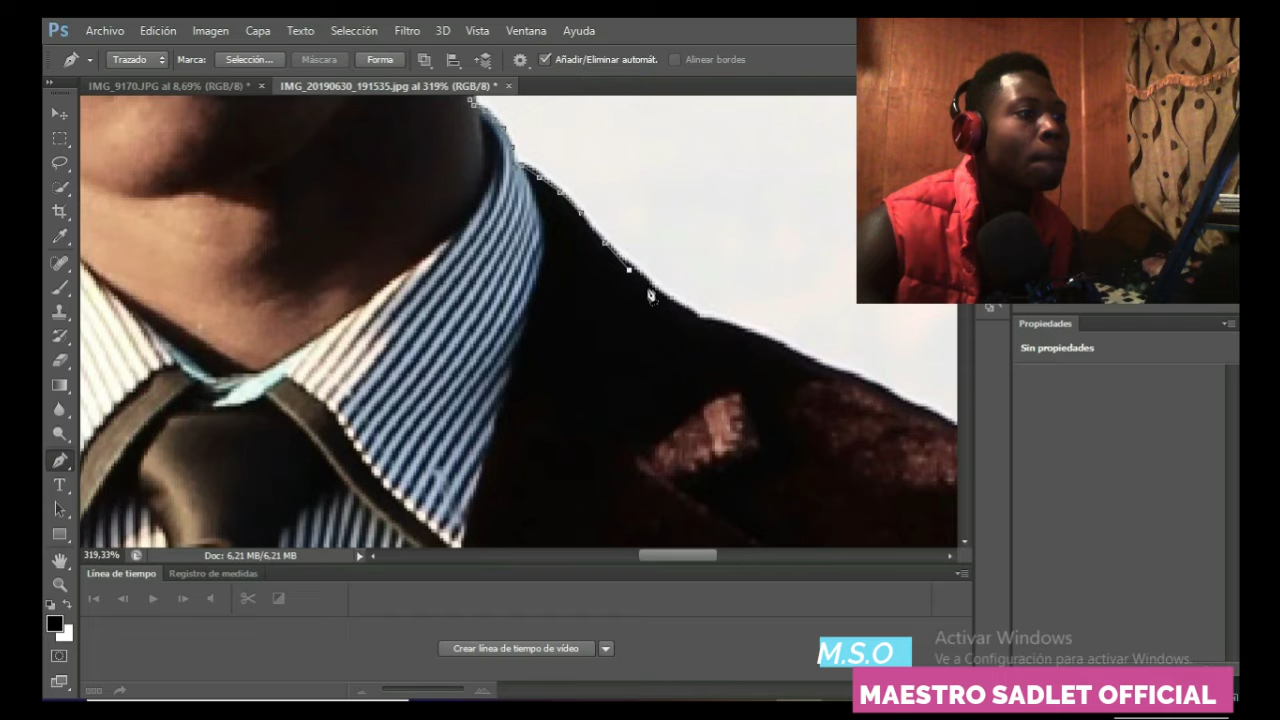 Ps Archivo Edición Imagen Capa Texto Selección Filtro 3D Vista Ventana Ayuda
Trazado Marca: Selección... Máscara Forma Añadir/Eliminar automát. Alinear bordes
IMG_9170.JPG al 8,69% (RGB/8) * × IMG_20190630_191535.jpg al 319% (RGB/8) * ×
Propiedades
Sin propiedades
T
319,33% Doc: 6,21 MB/6,21 MB
Línea de tiempo Registro de medidas
Crear línea de tiempo de vídeo
M.S.O
Activar Windows
Ve a Configuración para activar Windows.
MAESTRO SADLET OFFICIAL